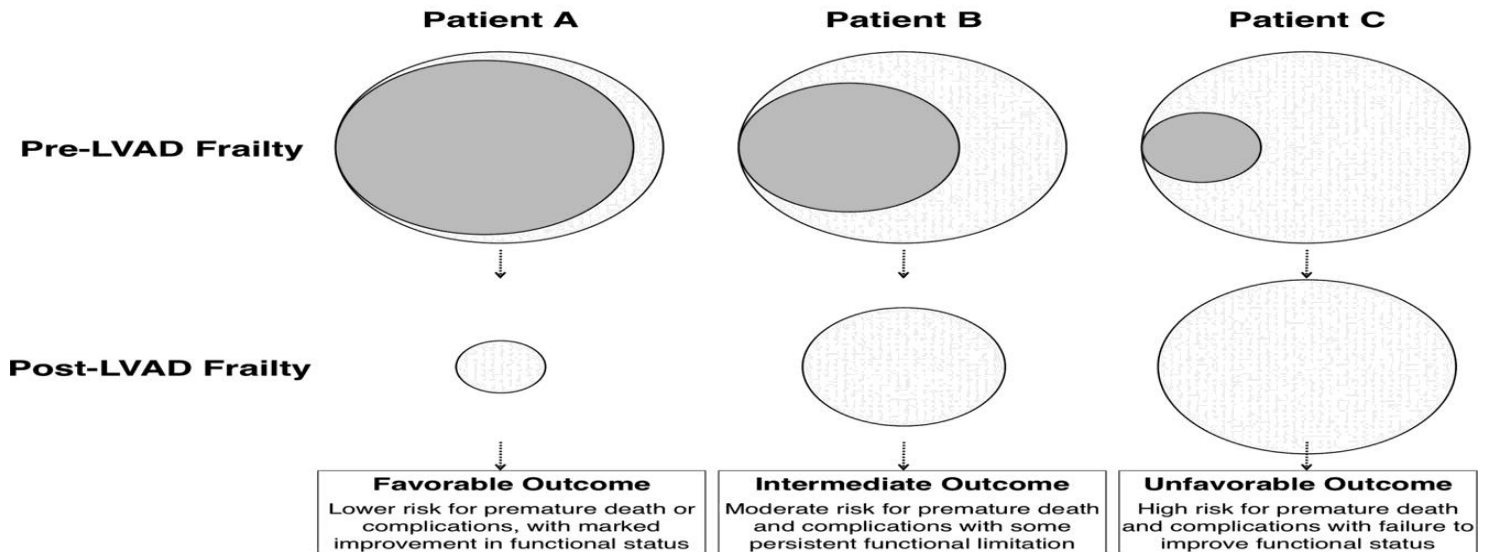 Patient A
Patient B
Patient C
Pre-LVAD Frailty
Post-LVAD Frailty
Favorable Outcome
Lower risk for premature death or
complications, with marked
improvement in functional status
Intermediate Outcome
Moderate risk for premature death
and complications with some
persistent functional limitation
Unfavorable Outcome
High risk for premature death
and complications with failure to
improve functional status